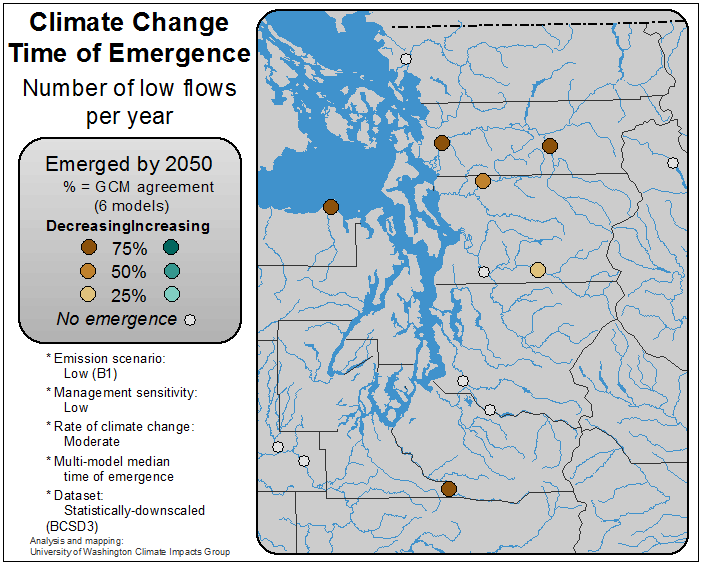 Climate Change
Time of Emergence
Number of low flows
per year
Emerged by 2050
% = GCM agreement
(6 models)
DecreasingIncreasing
75%
50%
25%
No emergence
* Emission scenario:
Low (B1)
* Management sensitivity:
Low
* Rate of climate change:
Moderate
* Multi-model median
time of emergence
* Dataset:
Statistically-downscaled
(BCSD3)
Analysis and mapping:
University of Washington Climate Impacts Group